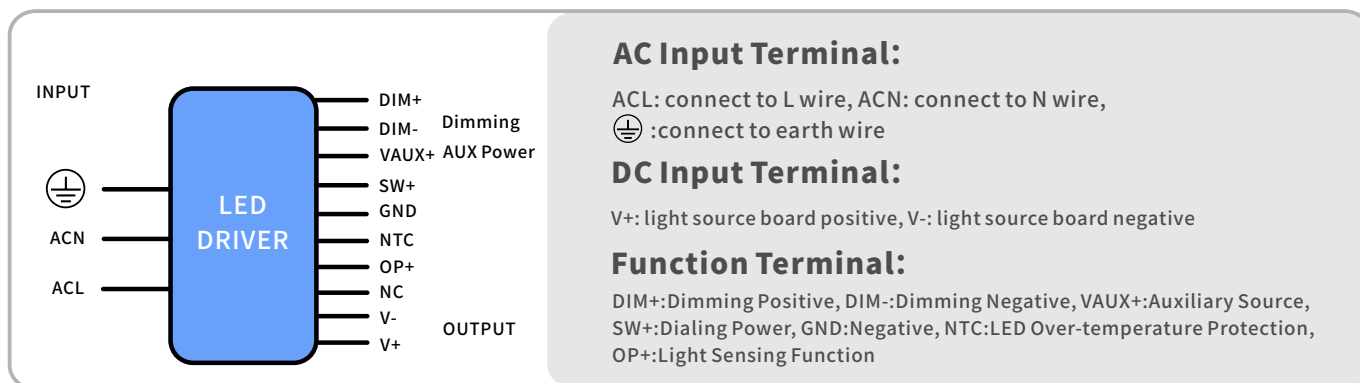 INPUT
ACN
ACL
LED
DRIVER
DIM+
DIM- Dimming
VAUX+ AUX Power
SW+
GND
NTC
OP+
NC
V- OUTPUT
V+
AC Input Terminal:
ACL: connect to L wire, ACN: connect to N wire,
:connect to earth wire
DC Input Terminal:
V+: light source board positive, V-: light source board negative
Function Terminal:
DIM+:Dimming Positive, DIM-:Dimming Negative, VAUX+:Auxiliary Source,
SW+:Dialing Power, GND:Negative, NTC:LED Over-temperature Protection,
OP+:Light Sensing Function